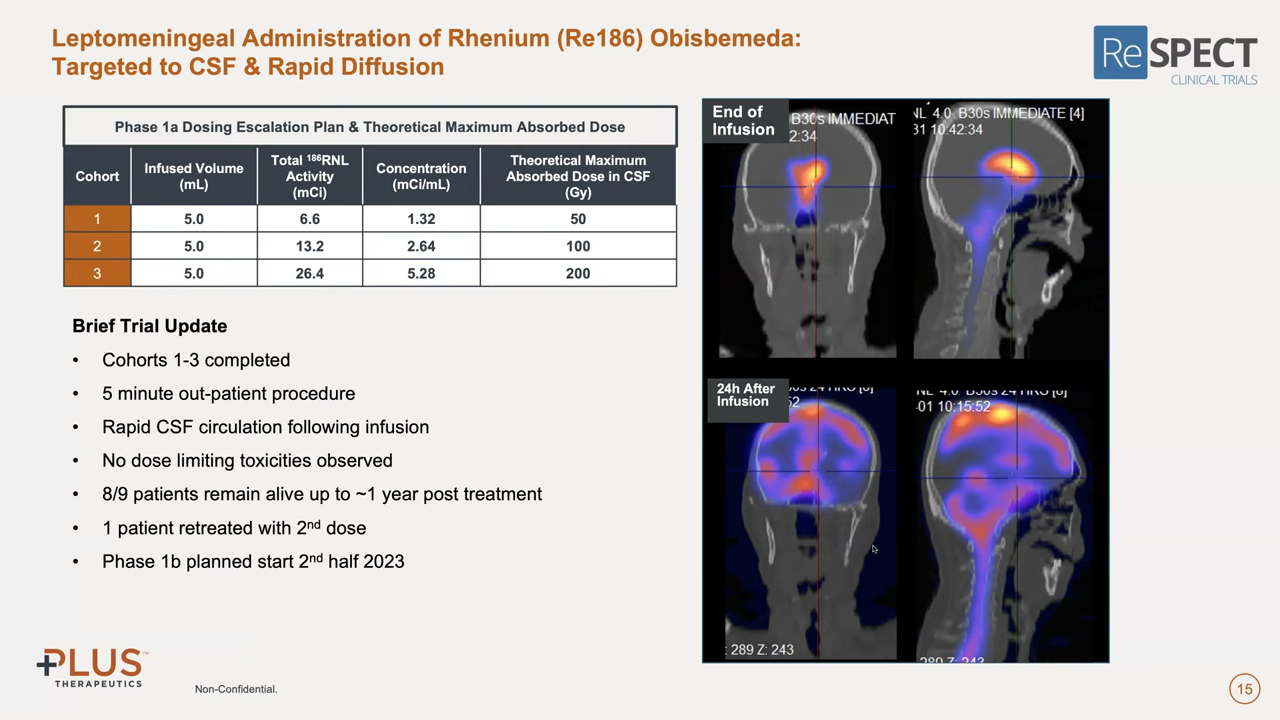 Leptomeningeal Administration of Rhenium (Re186) Obisbemeda:
Targeted to CSF & Rapid Diffusion
ReSPECT
CLINICAL TRIALS
Phase 1a Dosing Escalation Plan & Theoretical Maximum Absorbed Dose
Cohort
Infused Volume
(mL)
Total ¹⁸⁶RNL
Activity
(mCi)
Concentration
(mCi/mL)
Theoretical Maximum
Absorbed Dose in CSF
(Gy)
1 5.0 6.6 1.32 50
2 5.0 13.2 2.64 100
3 5.0 26.4 5.28 200
Brief Trial Update
• Cohorts 1-3 completed
• 5 minute out-patient procedure
• Rapid CSF circulation following infusion
• No dose limiting toxicities observed
• 8/9 patients remain alive up to ~1 year post treatment
• 1 patient retreated with 2nd dose
• Phase 1b planned start 2nd half 2023
End of
Infusion
B30s IMMEDIAT
2:34
NL 4.0 B30s IMMEDIATE [4]
31 10:42:34
24h After
Infusion
52
-01 10:15:52
: 289 Z: 243
PLUS™
THERAPEUTICS
Non-Confidential.
15